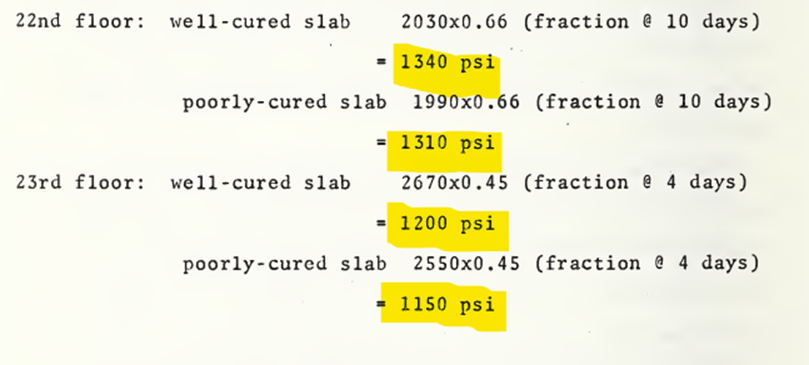 22nd floor: well-cured slab 2030x0.66 (fraction @ 10 days)
= 1340 psi
poorly-cured slab 1990x0.66 (fraction @ 10 days)
= 1310 psi
23rd floor: well-cured slab 2670x0.45 (fraction @ 4 days)
= 1200 psi
poorly-cured slab 2550x0.45 (fraction @ 4 days)
= 1150 psi